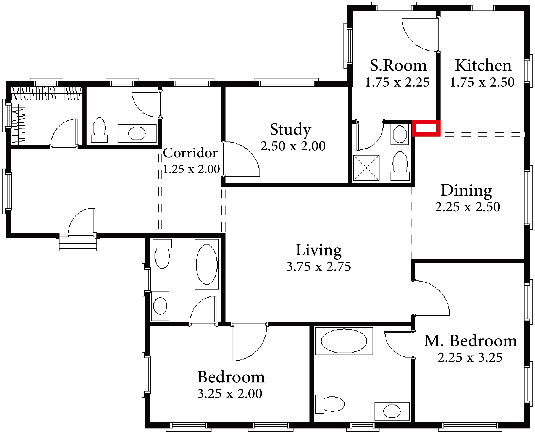 S.Room
1.75 x 2.25
Kitchen
1.75 x 2.50
Study
2.50 x 2.00
Corridor
1.25 x 2.00
Dining
2.25 x 2.50
Living
3.75 x 2.75
M. Bedroom
2.25 x 3.25
Bedroom
3.25 x 2.00